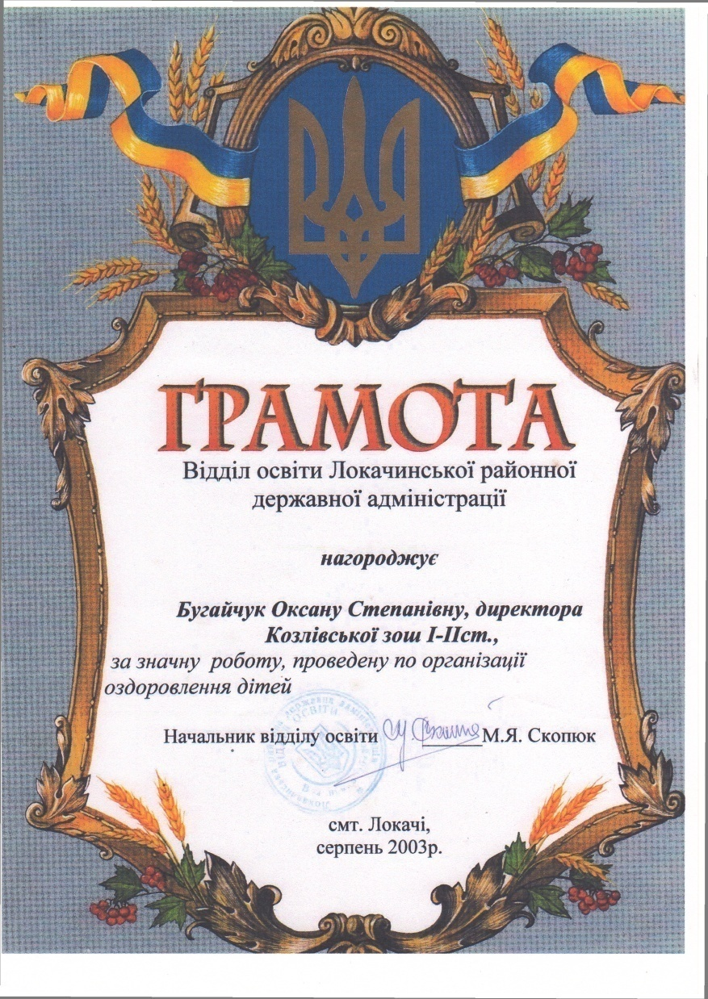 ГРАМОТА
Відділ освіти Локачинської районної
державної адміністрації
нагороджує
Бугайчук Оксану Степанівну, директора
Козлівської зош І-ІІст.,
за значну роботу, проведену по організації
оздоровлення дітей
Начальник відділу освіти М.Я. Скопюк
смт. Локачі,
серпень 2003р.